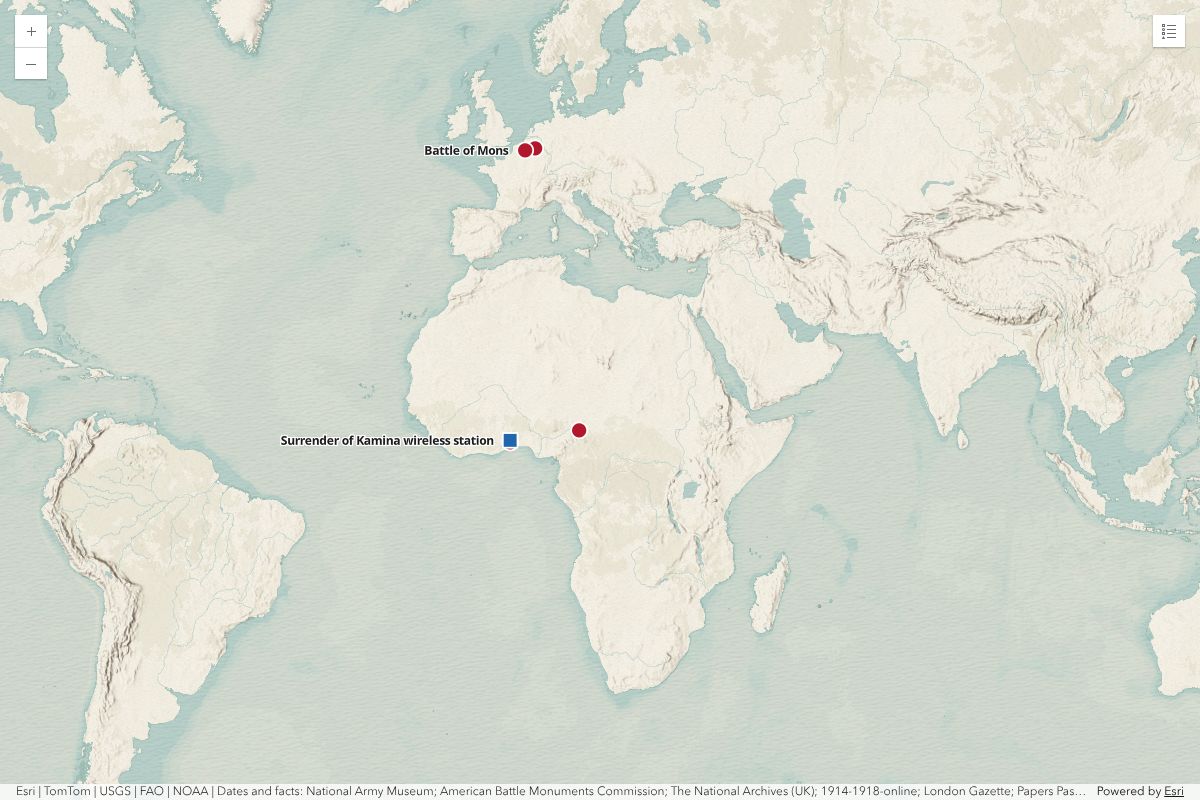 +
−
Battle of Mons
Surrender of Kamina wireless station
Esri | TomTom | USGS | FAO | NOAA | Dates and facts: National Army Museum; American Battle Monuments Commission; The National Archives (UK); 1914-1918-online; London Gazette; Papers Pas... Powered by Esri